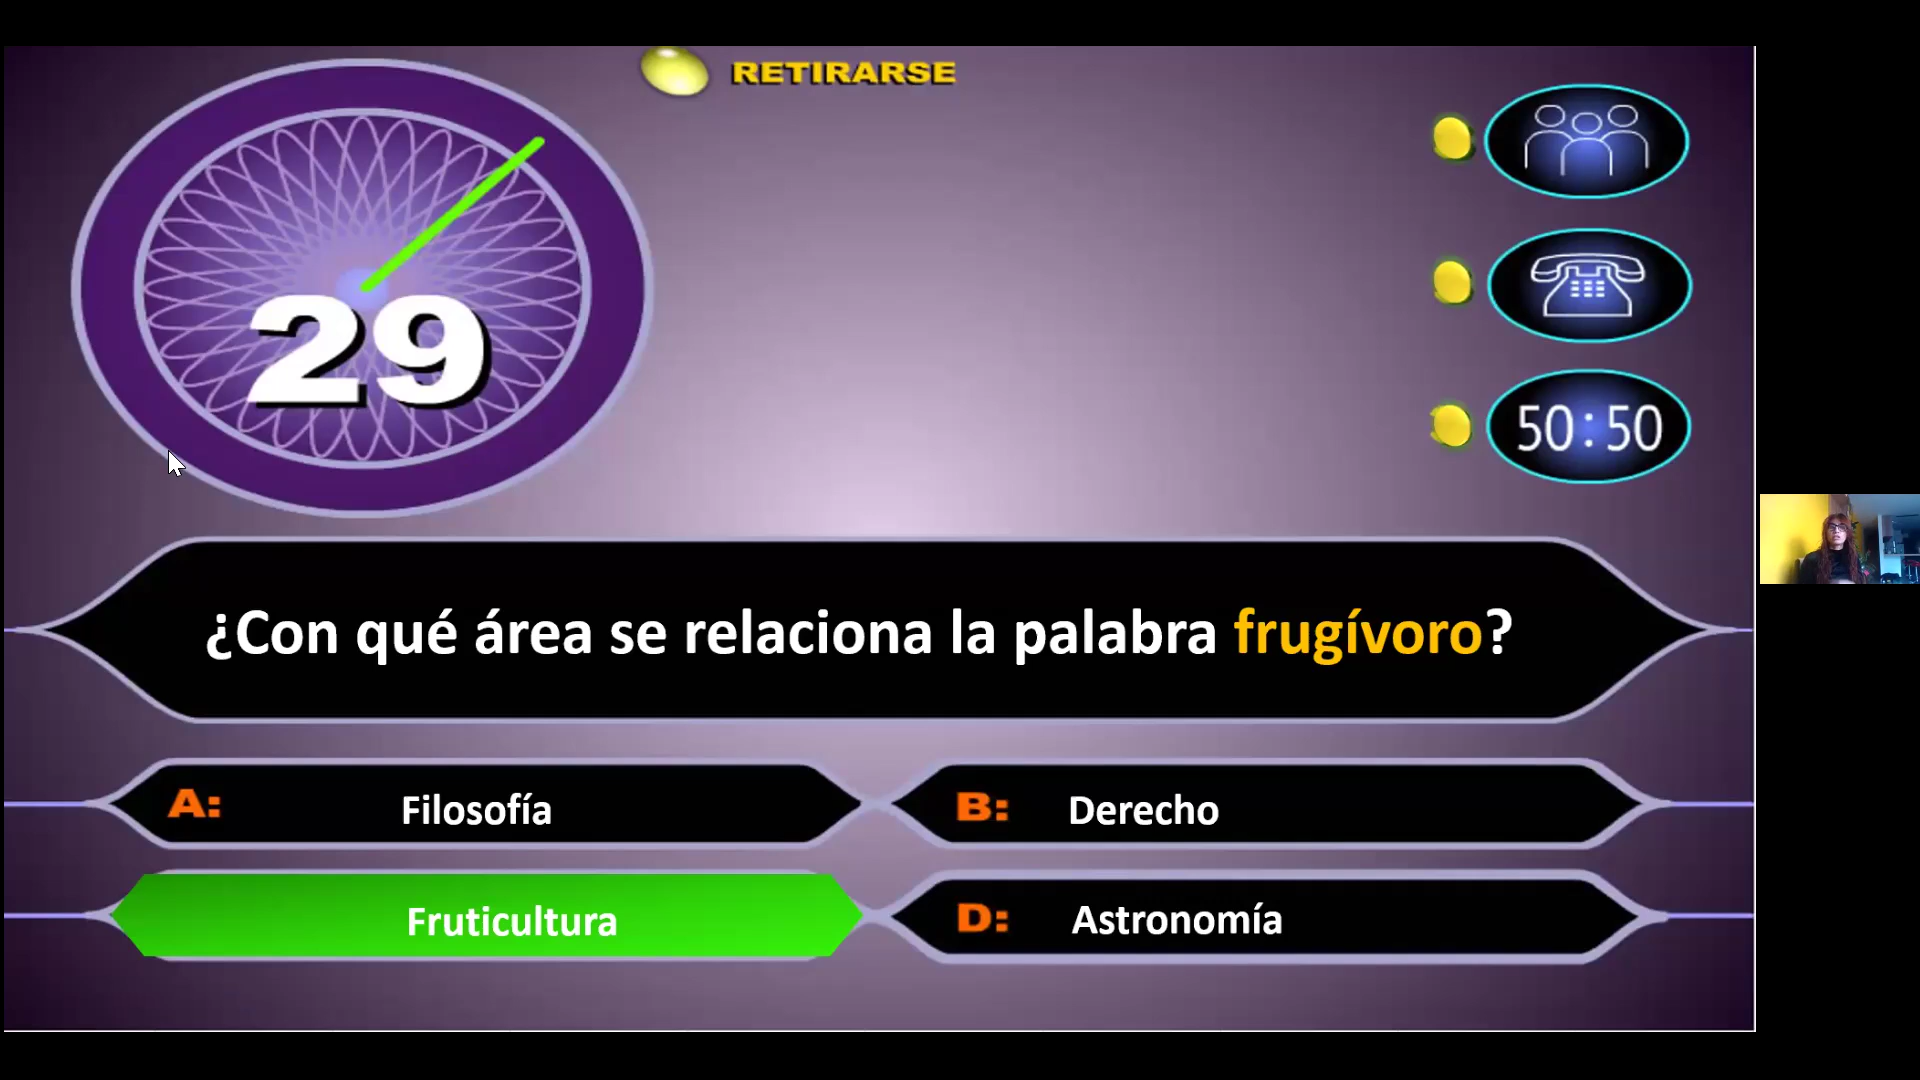 RETIRARSE
29
50:50
¿Con qué área se relaciona la palabra frugívoro?
A: Filosofía
B: Derecho
Fruticultura
D: Astronomía